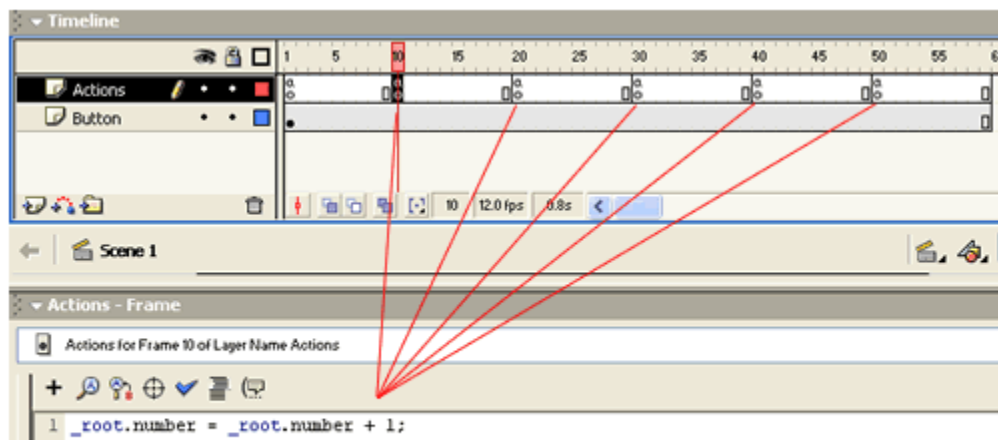 Timeline
1 5 10 15 20 25 30 35 40 45 50 55 6
Actions
Button
10 12.0 fps 0.8s
Scene 1
Actions - Frame
Actions for Frame 10 of Layer Name Actions
1 _root.number = _root.number + 1;